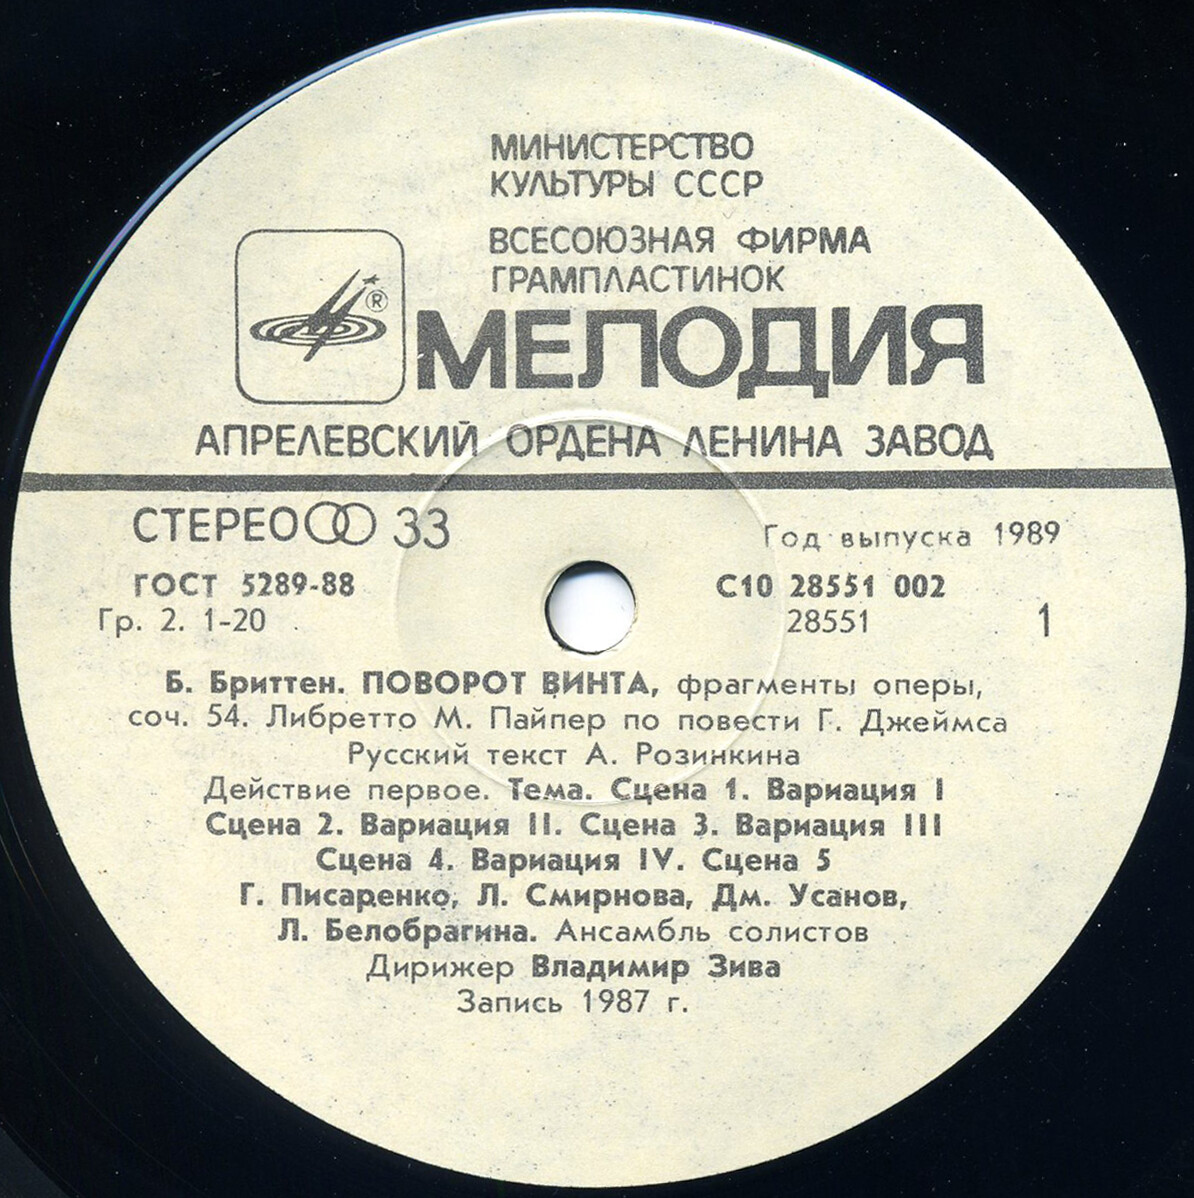 МИНИСТЕРСТВО
КУЛЬТУРЫ СССР
ВСЕСОЮЗНАЯ ФИРМА
ГРАМПЛАСТИНОК
®
МЕЛОДИЯ
АПРЕЛЕВСКИЙ ОРДЕНА ЛЕНИНА ЗАВОД
СТЕРЕО 33
Год выпуска 1989
ГОСТ 5289-88
С10 28551 002
Гр. 2. 1-20
28551
1
Б. Бриттен. ПОВОРОТ ВИНТА, фрагменты оперы,
соч. 54. Либретто М. Пайпер по повести Г. Джеймса
Русский текст А. Розинкина
Действие первое. Тема. Сцена 1. Вариация I
Сцена 2. Вариация II. Сцена 3. Вариация III
Сцена 4. Вариация IV. Сцена 5
Г. Писаренко, Л. Смирнова, Дм. Усанов,
Л. Белобрагина. Ансамбль солистов
Дирижер Владимир Зива
Запись 1987 г.